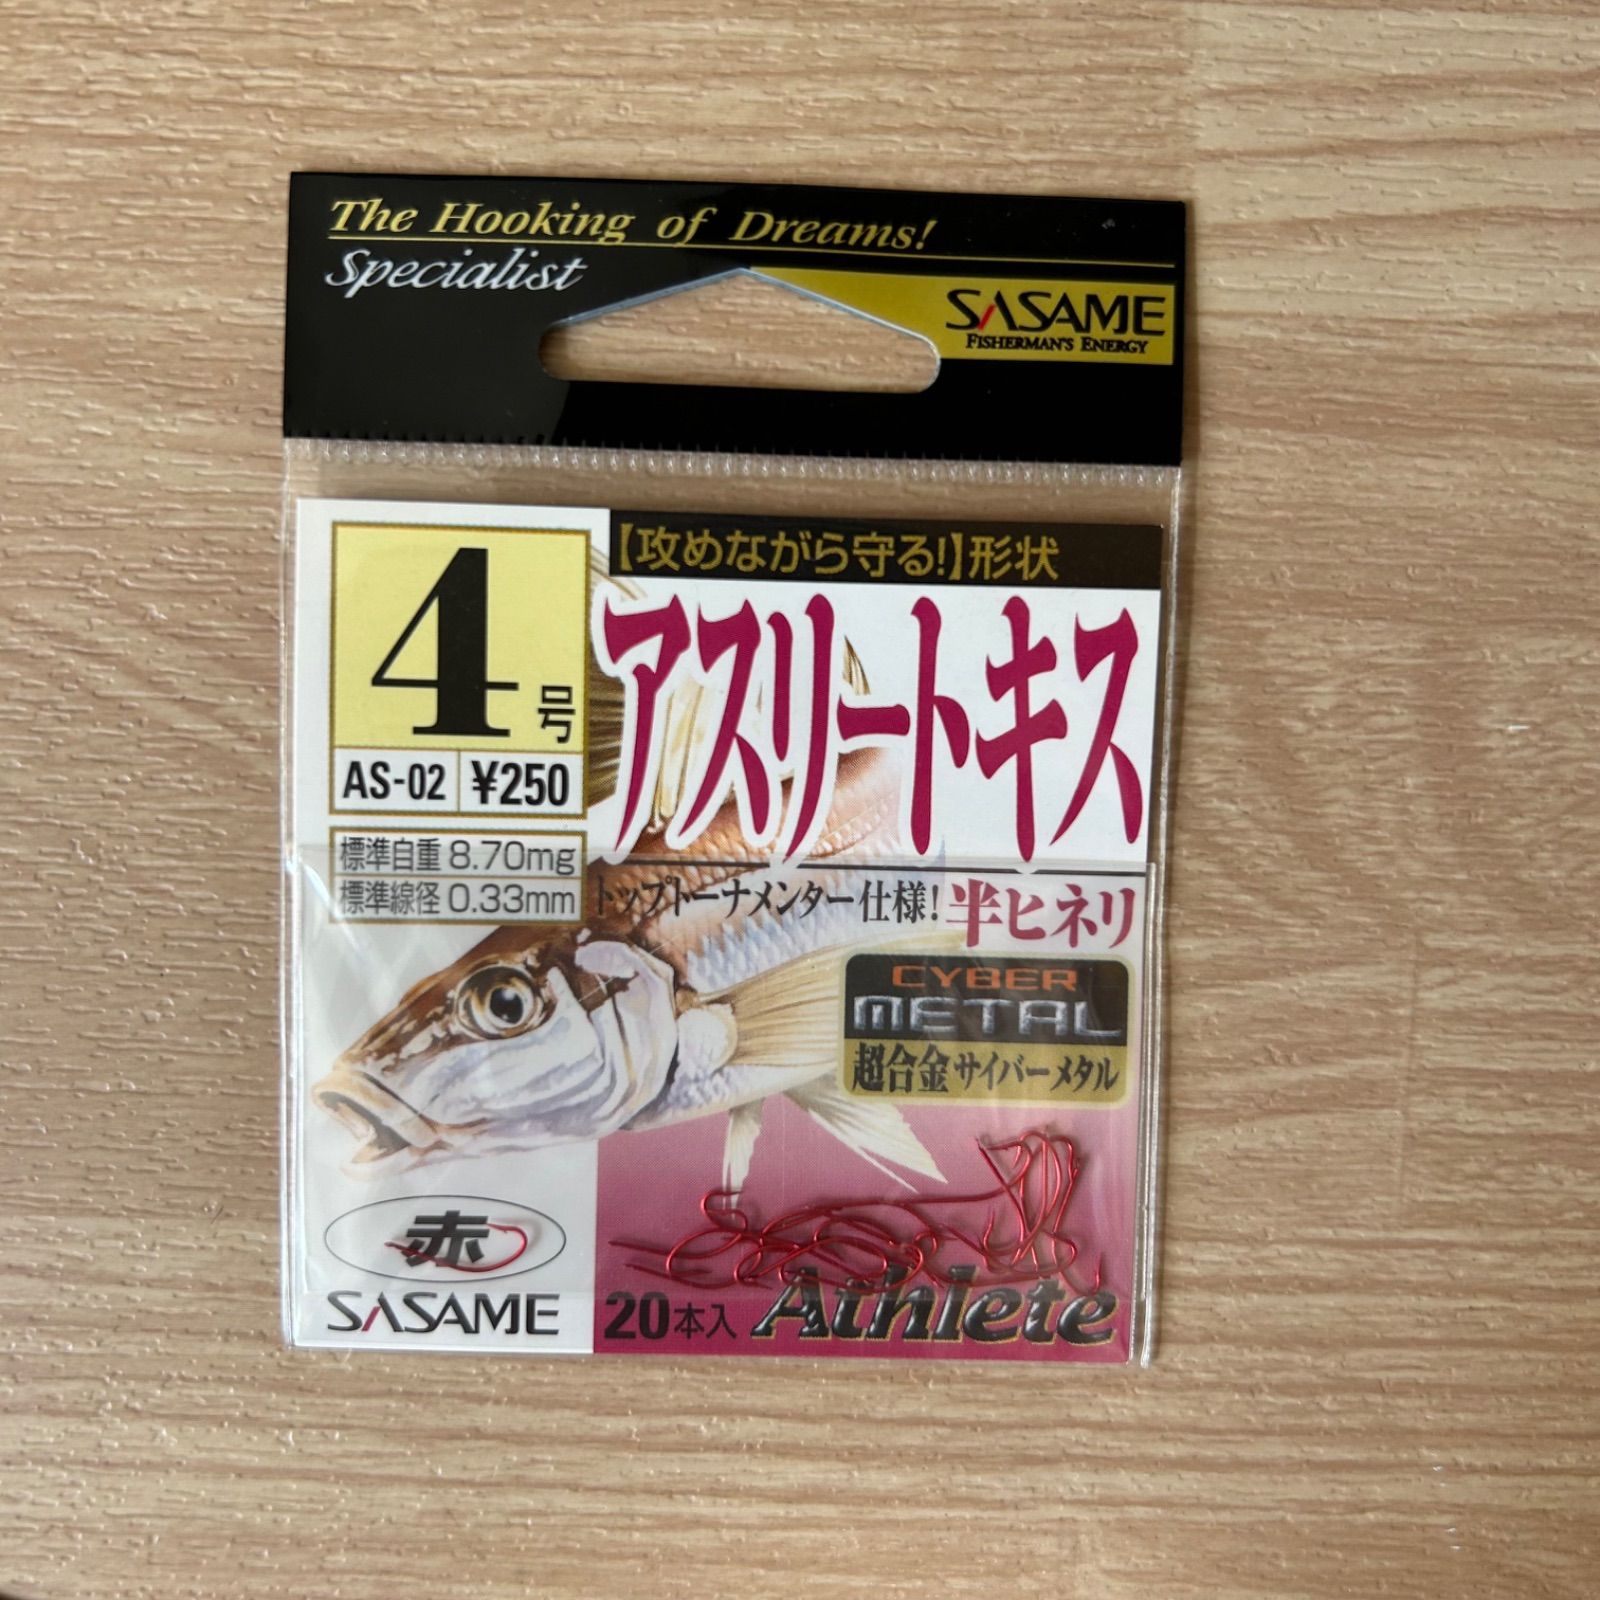 The Hooking of Dreams!
Specialist
SASAME
FISHERMAN'S ENERGY
【攻めながら守る!】形状
4号
アスリートキス
AS-02 ¥250
標準自重 8.70mg
標準線径 0.33mm
トップトーナメンター仕様! 半ヒネリ
CYBER
METAL
超合金サイバーメタル
赤
SASAME
20本入 Athlete